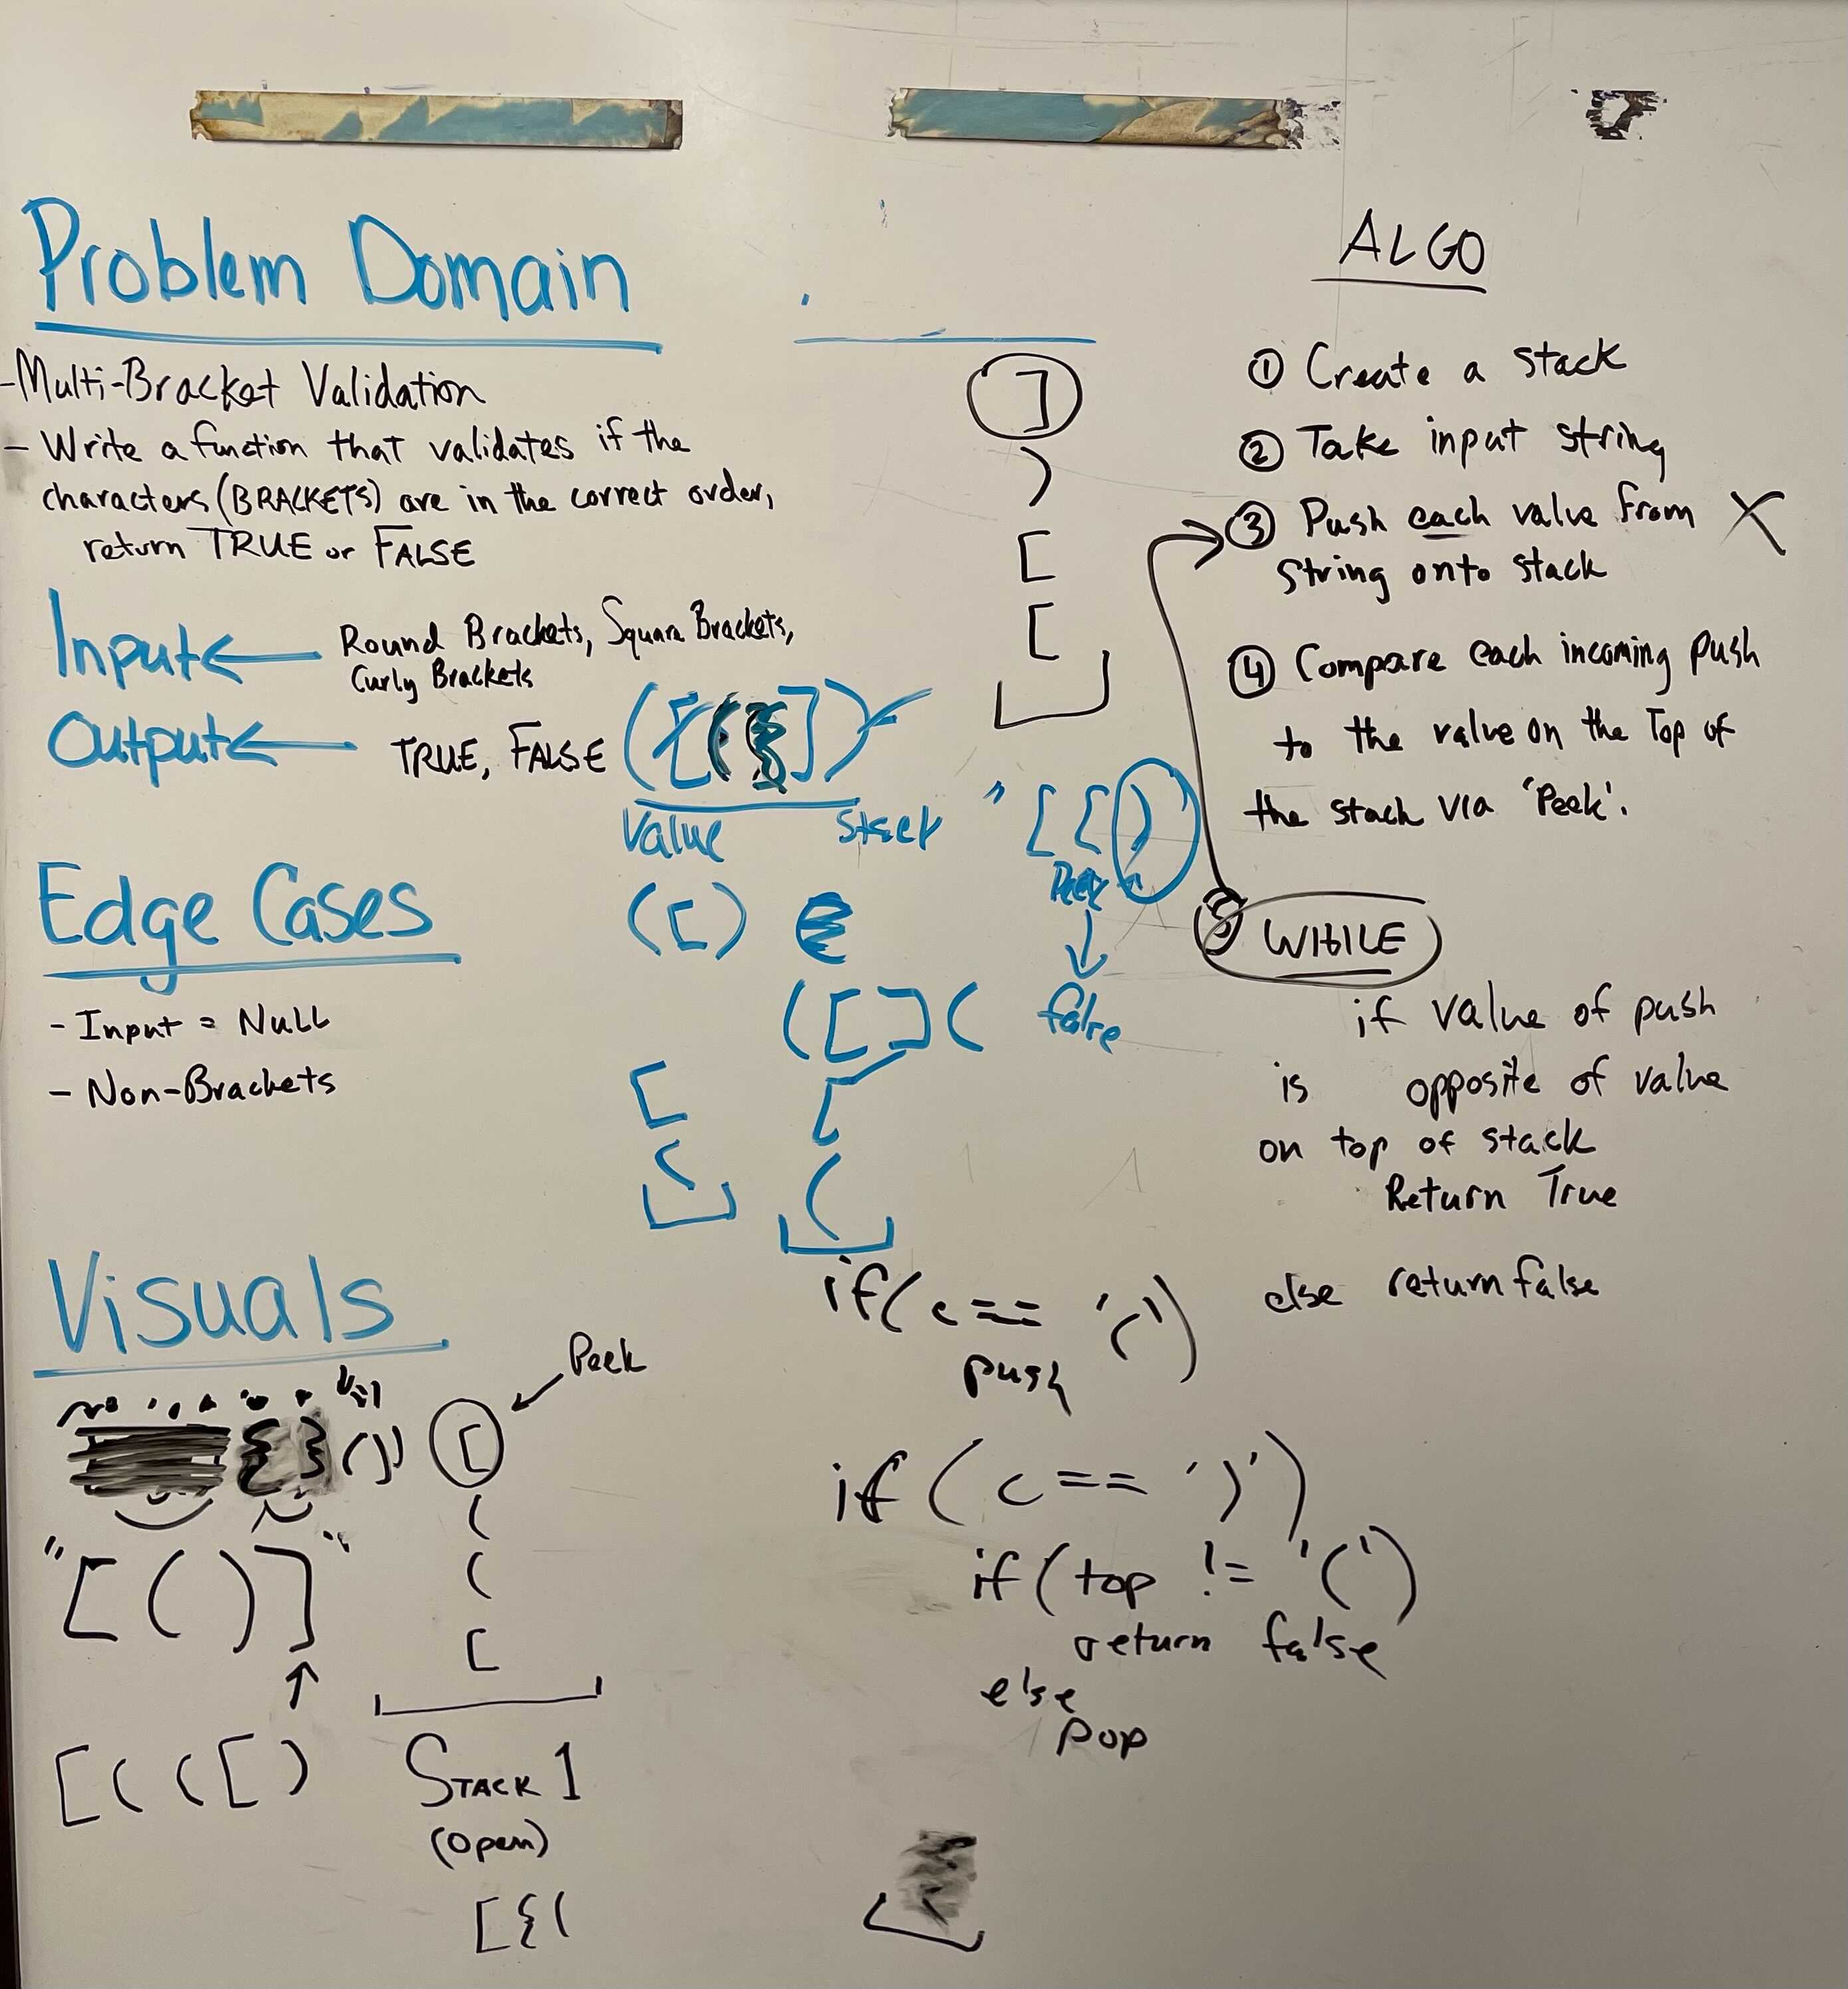 Problem Domain
- Multi-Bracket Validation
- Write a function that validates if the
characters (BRACKETS) are in the correct order,
return TRUE or FALSE
Input ← Round Brackets, Square Brackets,
Curly Brackets
Output ← TRUE, FALSE
Edge Cases
- Input = Null
- Non-Brackets
Visuals
{ } ( )
"[ ( ) ]"
↑
[ ( ( [ )
Peek
[
(
(
[
STACK 1
(open)
[ { (
]
)
[
[
Value
( [ )
[
(
" [ [ )
Peek
↓
false
( [ ] (
[
(
if( c == '(')
push
if ( c == ')')
if ( top != '(')
return false
else
pop
ALGO
① Create a stack
② Take input string
③ Push each value from X
string onto stack
④ Compare each incoming push
to the value on the Top of
the stack via 'Peek'.
WHILE
if value of push
is opposite of value
on top of stack
Return True
else return false